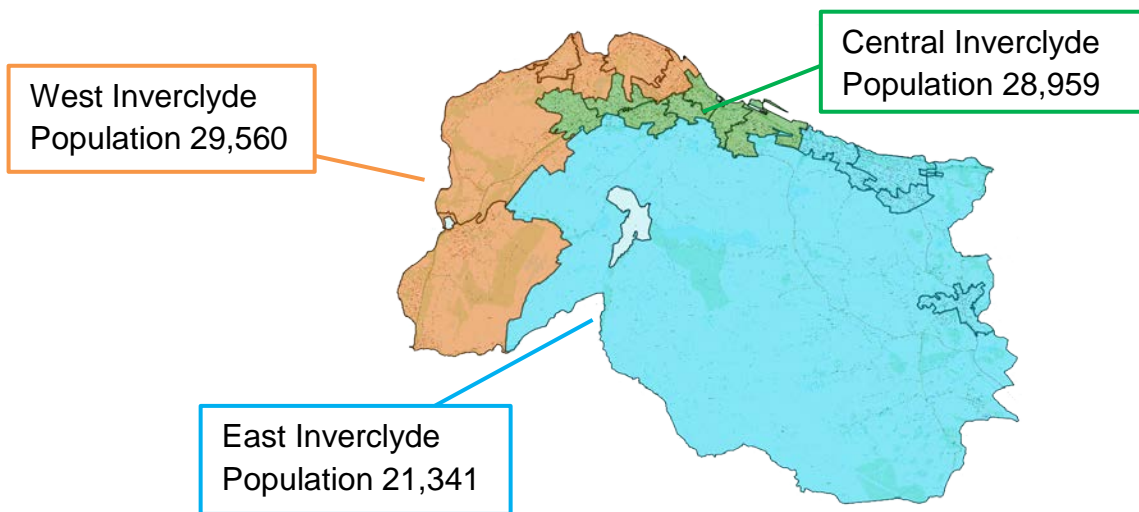 Central Inverclyde
Population 28,959
West Inverclyde
Population 29,560
East Inverclyde
Population 21,341